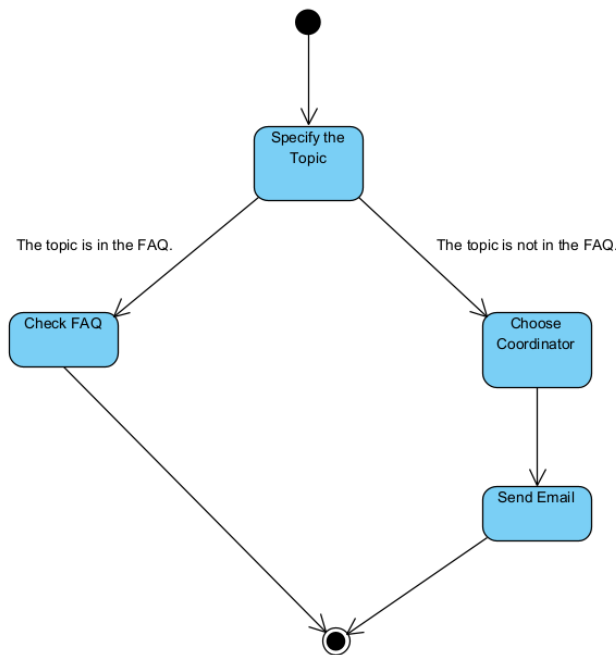 Specify the
Topic
The topic is in the FAQ.
The topic is not in the FAQ.
Check FAQ
Choose
Coordinator
Send Email